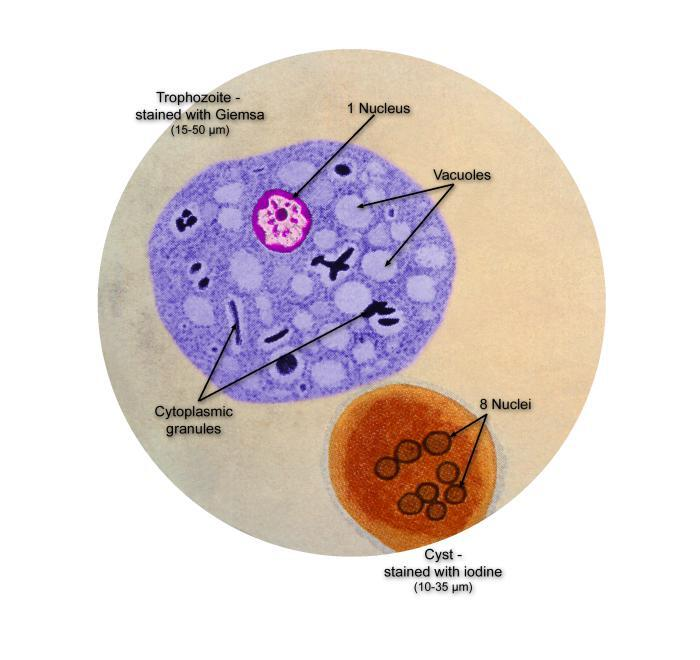 Trophozoite -
stained with Giemsa
(15-50 µm)
1 Nucleus
Vacuoles
Cytoplasmic
granules
8 Nuclei
Cyst -
stained with iodine
(10-35 µm)